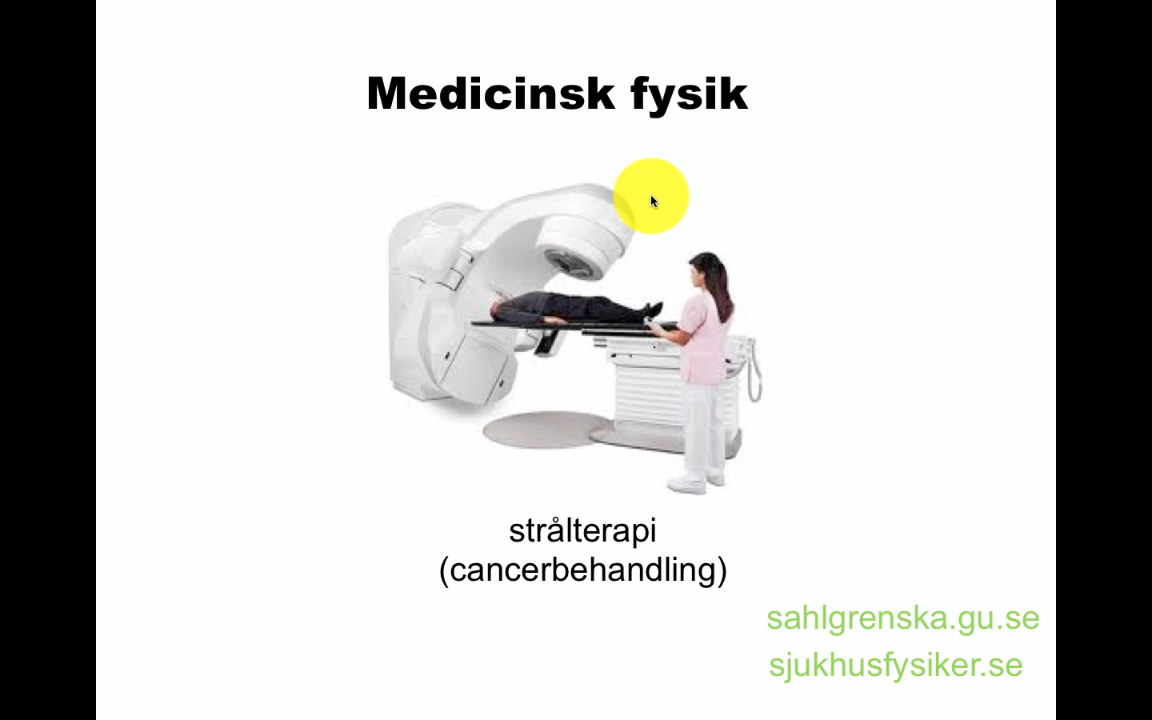 Medicinsk fysik
strålterapi
(cancerbehandling)
sahlgrenska.gu.se
sjukhusfysiker.se